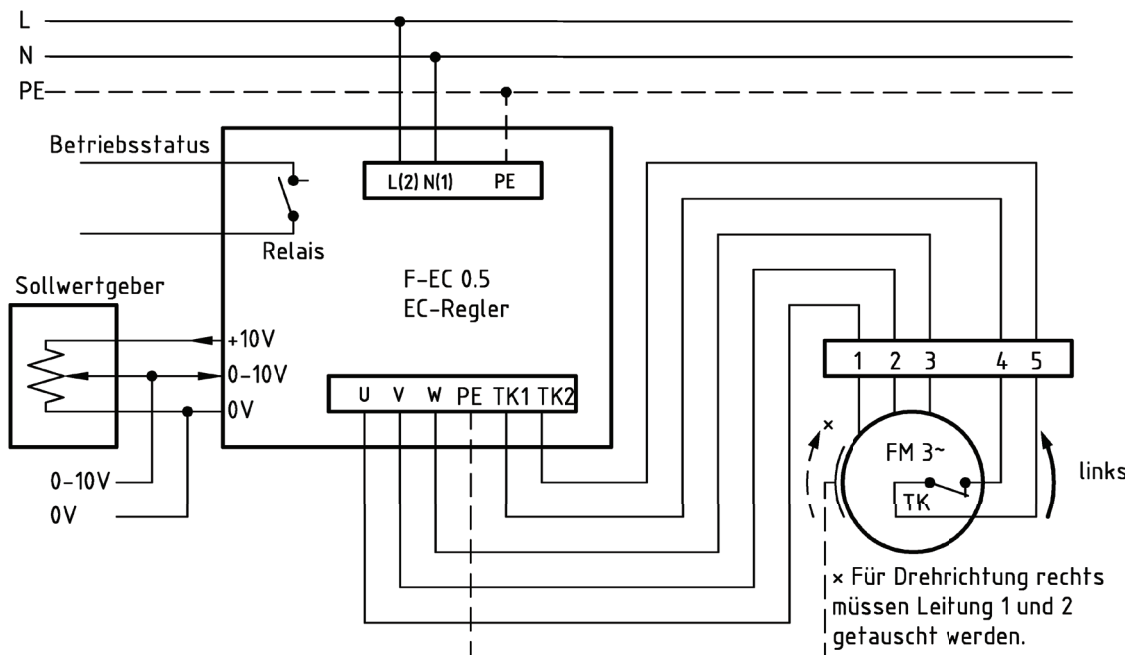 L
N
PE
Betriebsstatus
L(2) N(1) PE
Relais
F-EC 0.5
EC-Regler
Sollwertgeber
+10V
0-10V
0V
U V W PE TK1 TK2
0-10V
0V
1 2 3 4 5
×
FM 3~
TK
links
× Für Drehrichtung rechts
müssen Leitung 1 und 2
getauscht werden.